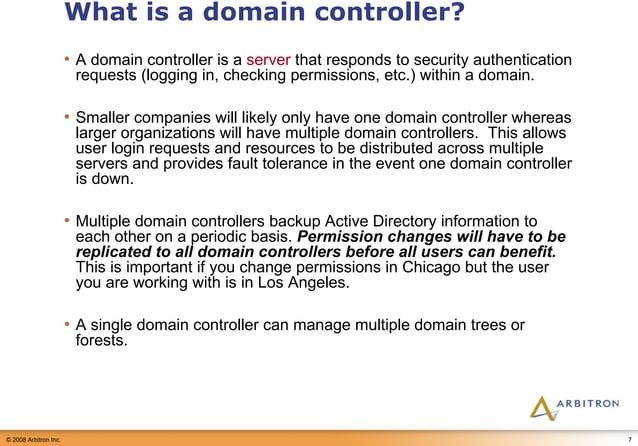 What is a domain controller?
• A domain controller is a server that responds to security authentication
requests (logging in, checking permissions, etc.) within a domain.
• Smaller companies will likely only have one domain controller whereas
larger organizations will have multiple domain controllers.  This allows
user login requests and resources to be distributed across multiple
servers and provides fault tolerance in the event one domain controller
is down.
• Multiple domain controllers backup Active Directory information to
each other on a periodic basis. Permission changes will have to be
replicated to all domain controllers before all users can benefit.
This is important if you change permissions in Chicago but the user
you are working with is in Los Angeles.
• A single domain controller can manage multiple domain trees or
forests.
ARBITRON
© 2008 Arbitron Inc.
7